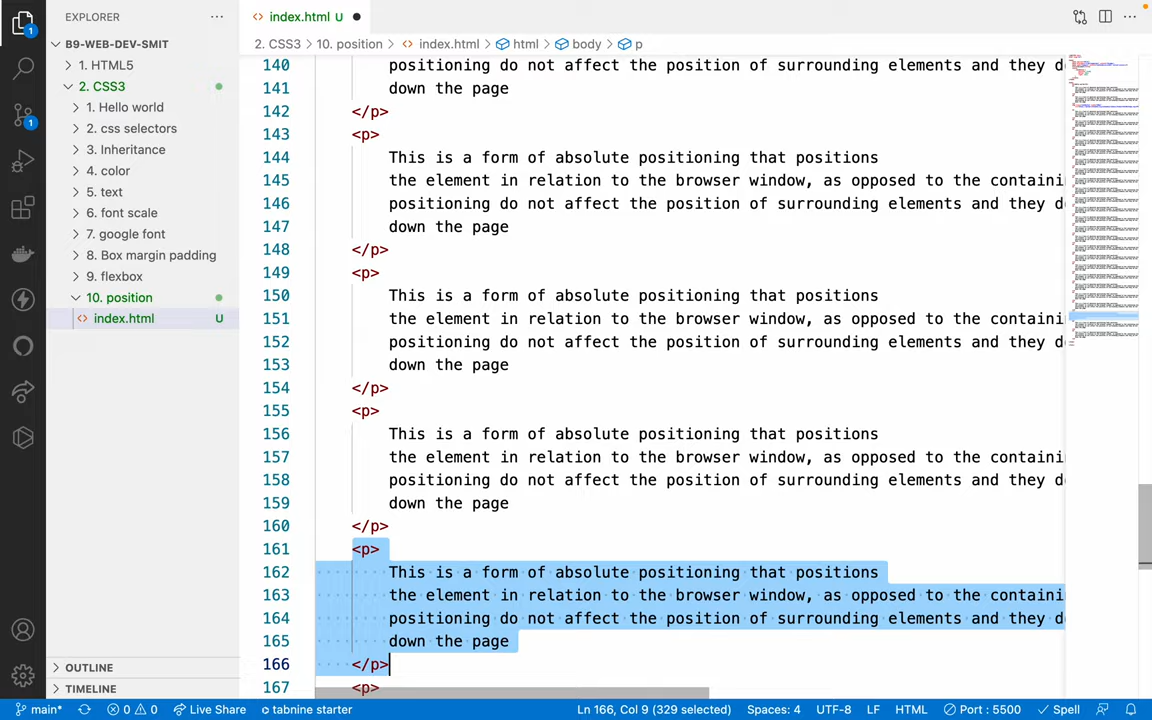 EXPLORER
index.html U
B9-WEB-DEV-SMIT
2. CSS3 10. position index.html html body p
1. HTML5
2. CSS3
1. Hello world
2. css selectors
3. Inheritance
4. color
5. text
6. font scale
7. google font
8. Box margin padding
9. flexbox
10. position
index.html U
140 positioning do not affect the position of surrounding elements and they d
141 down the page
142 </p>
143 <p>
144 This is a form of absolute positioning that positions
145 the element in relation to the browser window, as opposed to the containi
146 positioning do not affect the position of surrounding elements and they d
147 down the page
148 </p>
149 <p>
150 This is a form of absolute positioning that positions
151 the element in relation to the browser window, as opposed to the containi
152 positioning do not affect the position of surrounding elements and they d
153 down the page
154 </p>
155 <p>
156 This is a form of absolute positioning that positions
157 the element in relation to the browser window, as opposed to the containi
158 positioning do not affect the position of surrounding elements and they d
159 down the page
160 </p>
161 <p>
162 This is a form of absolute positioning that positions
163 the element in relation to the browser window, as opposed to the containi
164 positioning do not affect the position of surrounding elements and they d
165 down the page
166 </p>
167 <p>
1
1
OUTLINE
TIMELINE
main* 0 0 Live Share tabnine starter Ln 166, Col 9 (329 selected) Spaces: 4 UTF-8 LF HTML Port : 5500 Spell